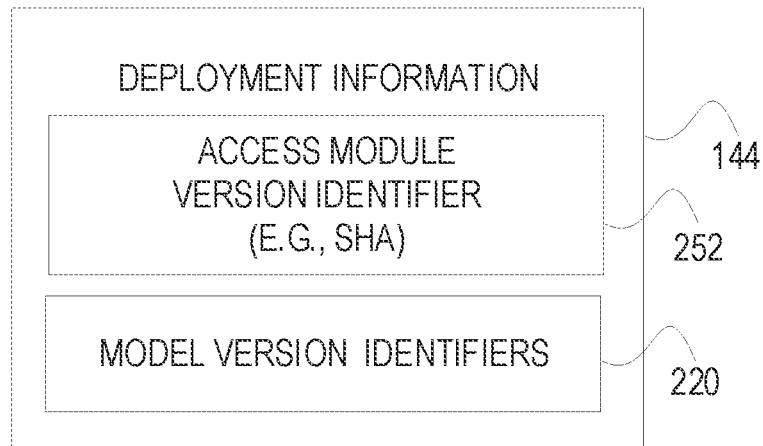 DEPLOYMENT INFORMATION
ACCESS MODULE
VERSION IDENTIFIER
(E.G., SHA)
MODEL VERSION IDENTIFIERS
144
252
220